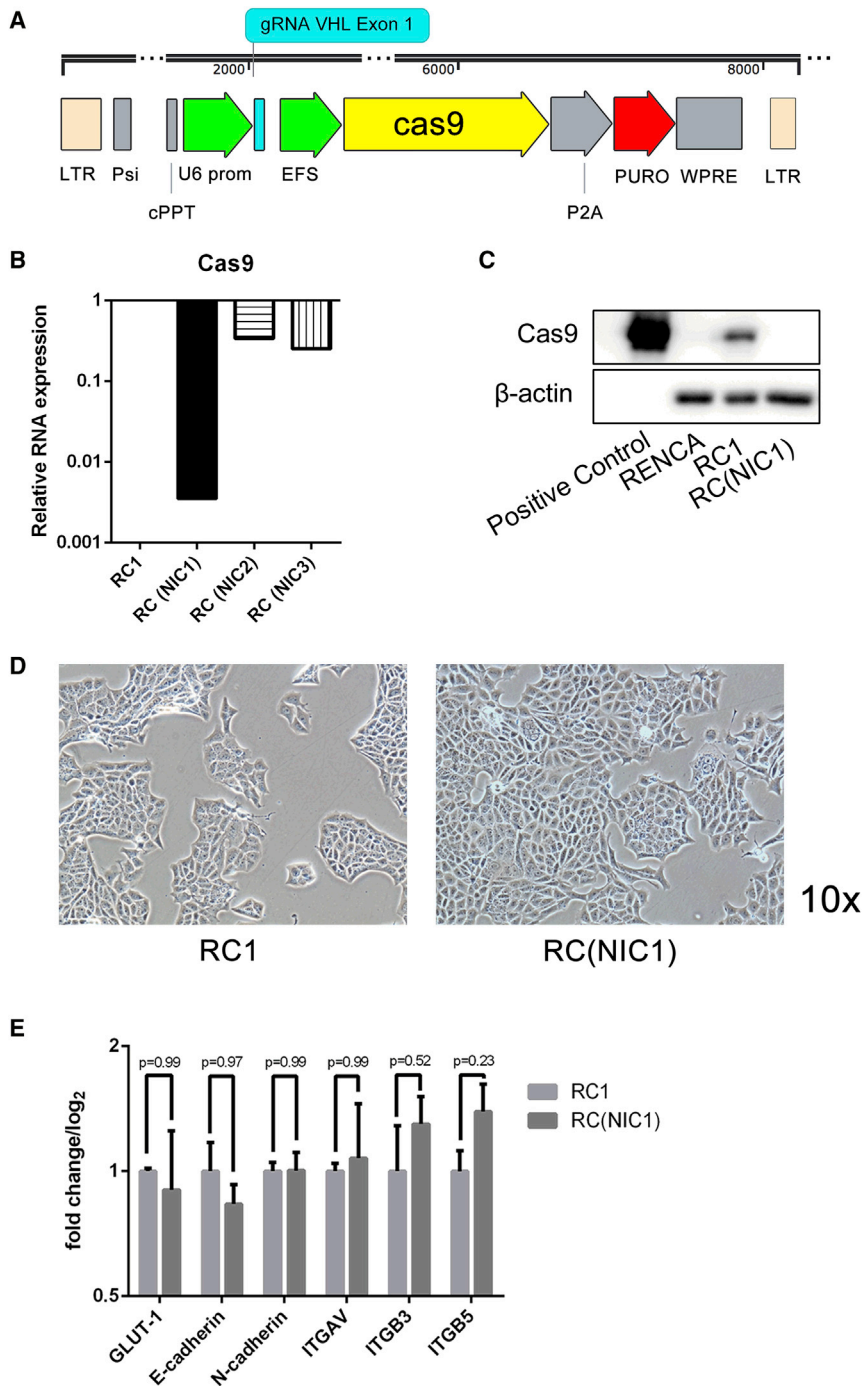 A
gRNA VHL Exon 1
2000
6000
8000
cas9
LTR
Psi
U6 prom
EFS
PURO
WPRE
LTR
cPPT
P2A
B
Cas9
Relative RNA expression
1
0.1
0.01
0.001
RC1
RC (NIC1)
RC (NIC2)
RC (NIC3)
C
Cas9
β-actin
Positive Control
RENCA
RC1
RC(NIC1)
D
RC1
RC(NIC1)
10x
E
fold change/log2
2
1
0.5
p=0.99
p=0.97
p=0.99
p=0.99
p=0.52
p=0.23
RC1
RC(NIC1)
GLUT-1
E-cadherin
N-cadherin
ITGAV
ITGB3
ITGB5